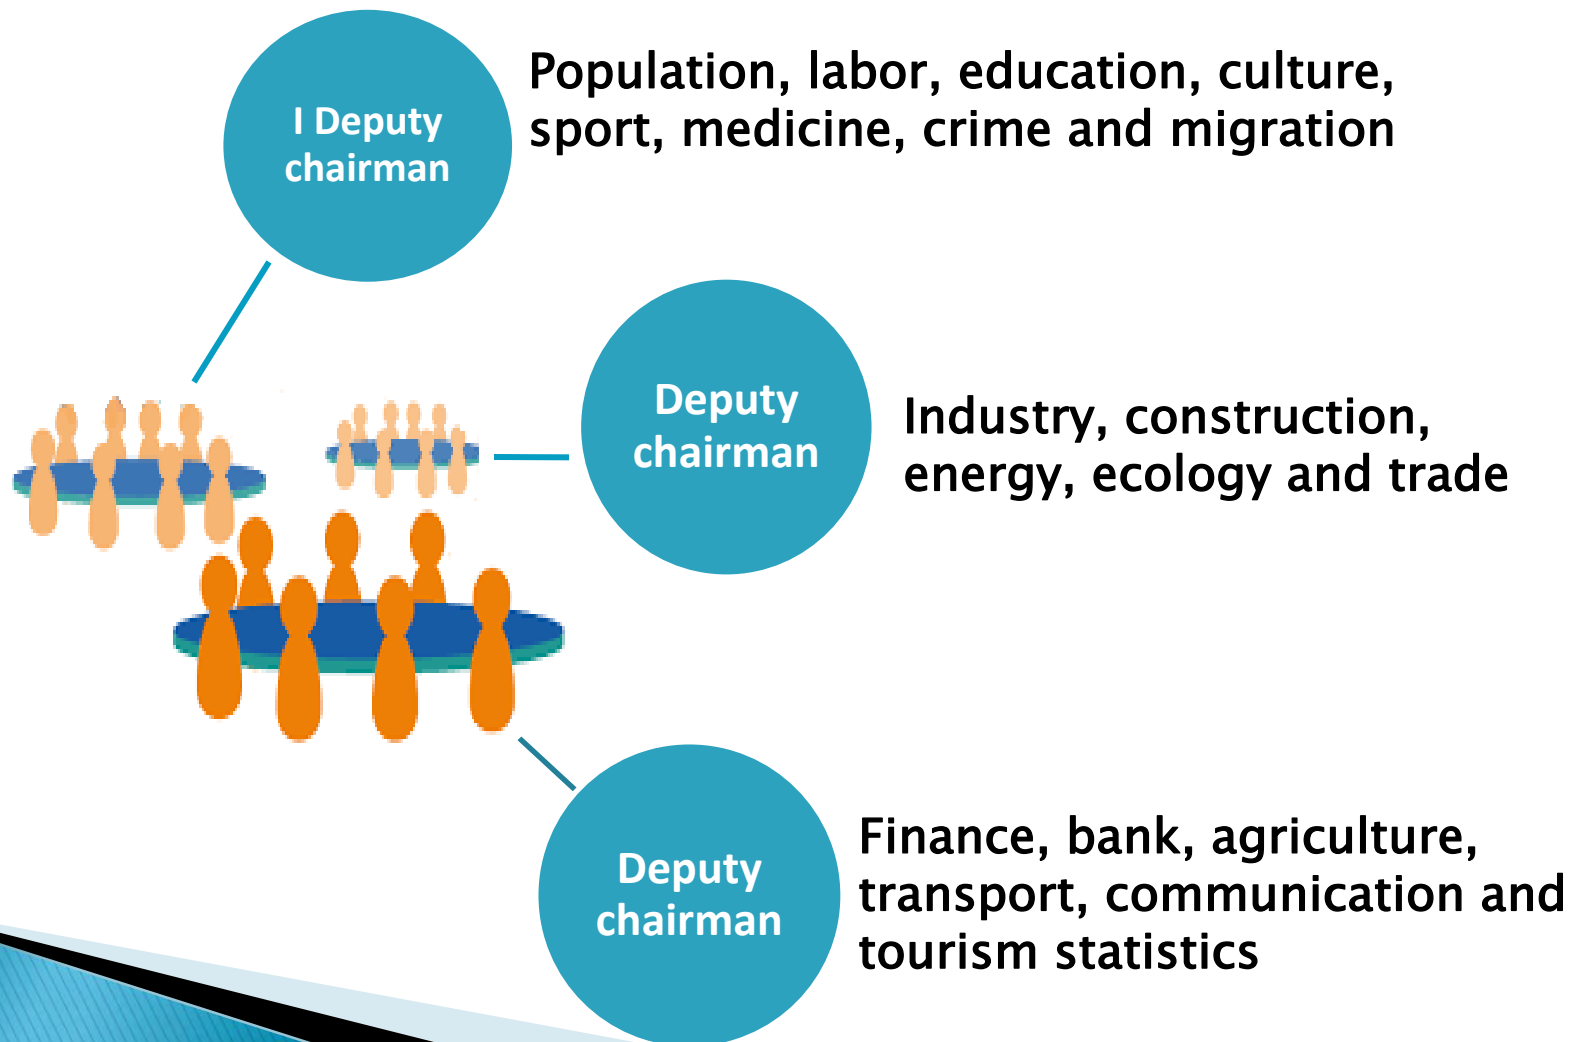 I Deputy
chairman
Population, labor, education, culture,
sport, medicine, crime and migration
Deputy
chairman
Industry, construction,
energy, ecology and trade
Deputy
chairman
Finance, bank, agriculture,
transport, communication and
tourism statistics